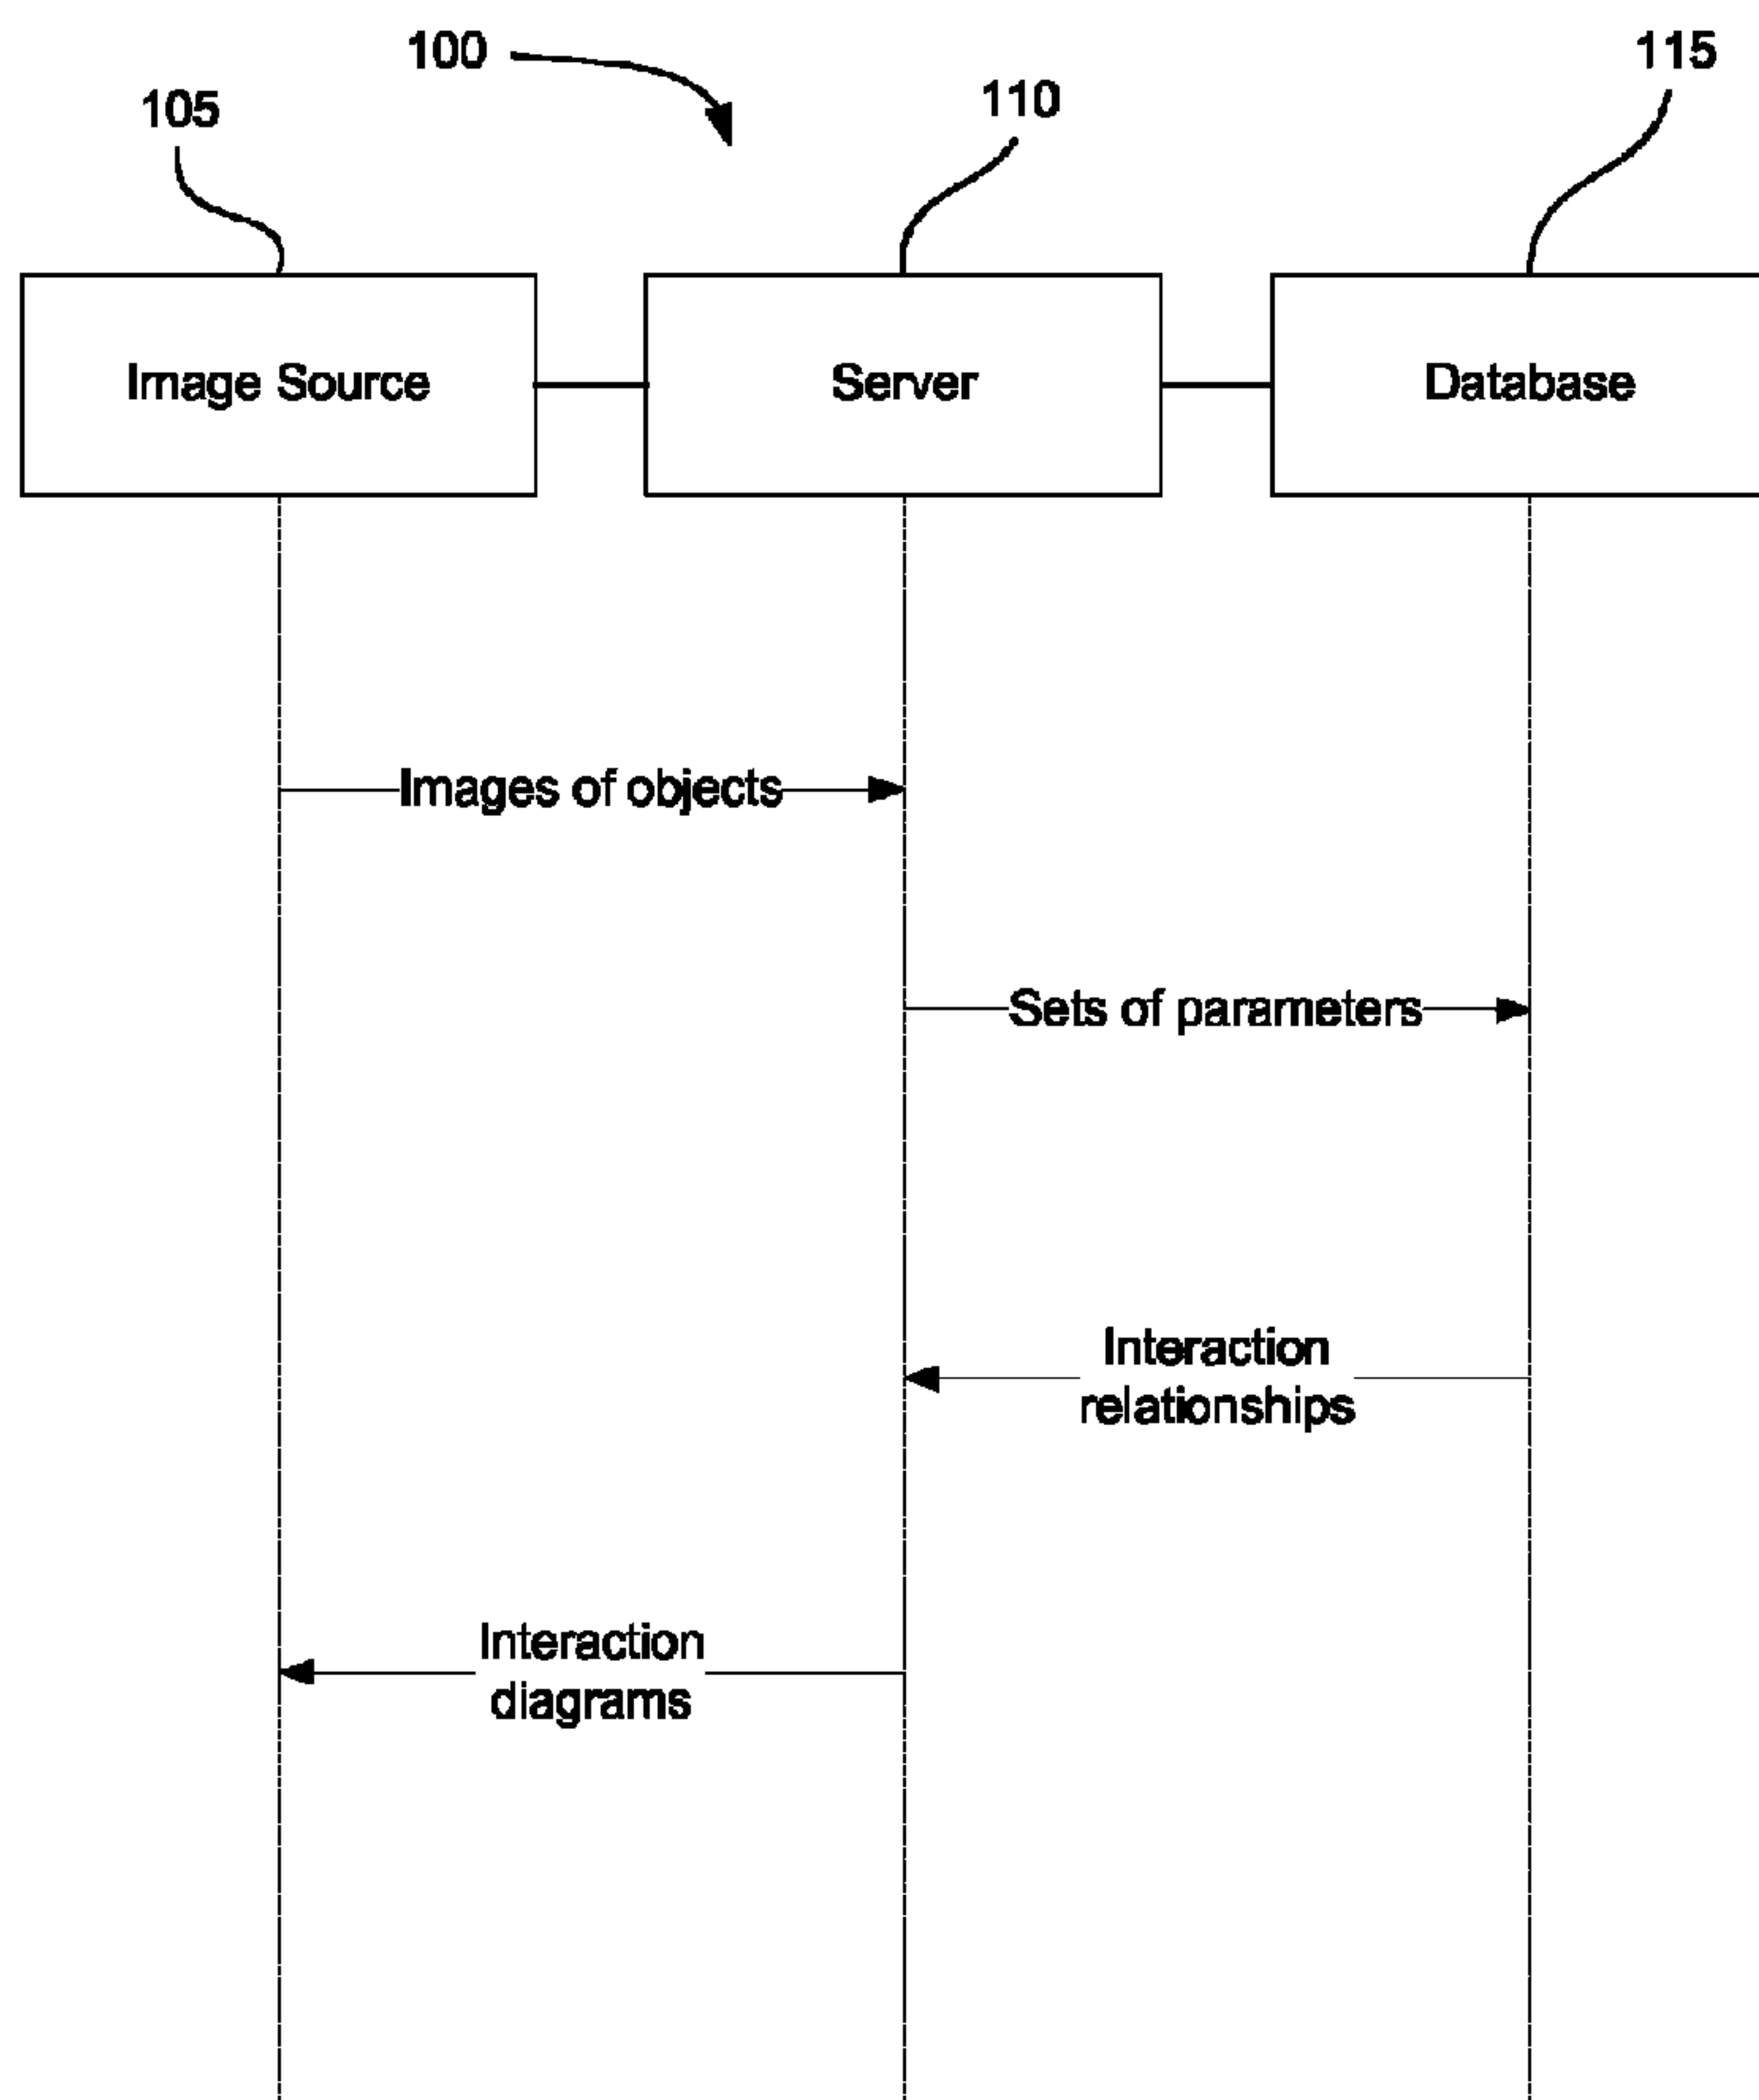 100
115
105
110
Image Source
Server
Database
Images of objects
Sets of parameters
Interaction
relationships
Interaction
diagrams